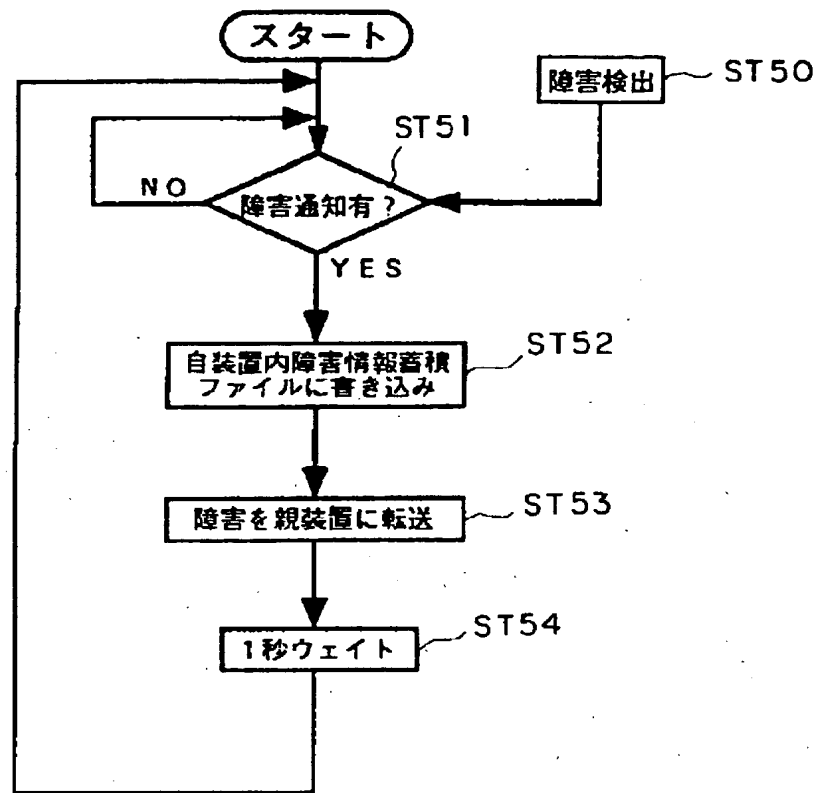 スタート
障害検出
ST50
ST51
NO
障害通知有?
YES
自装置内障害情報蓄積
ファイルに書き込み
ST52
障害を親装置に転送
ST53
1秒ウェイト
ST54